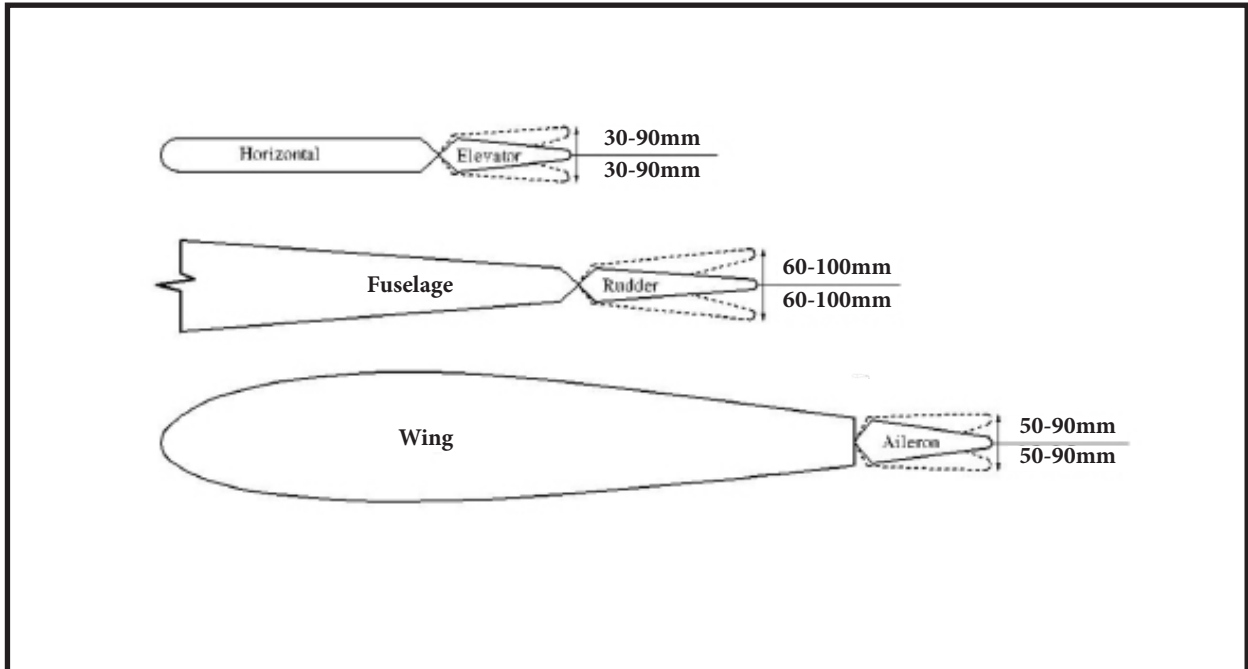 Horizontal
Elevator
30-90mm
30-90mm
Fuselage
Rudder
60-100mm
60-100mm
Wing
Aileron
50-90mm
50-90mm